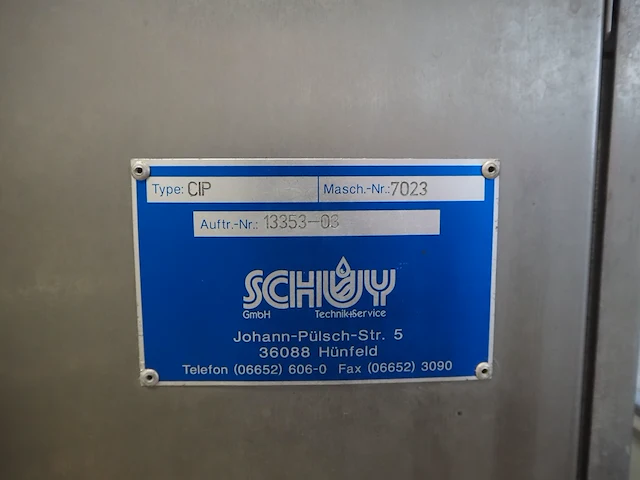 Type: CIP Masch.-Nr.: 7023
Auftr.-Nr.: 13353-03
SCHUY
GmbH Technik+Service
Johann-Pülsch-Str. 5
36088 Hünfeld
Telefon (06652) 606-0 Fax (06652) 3090